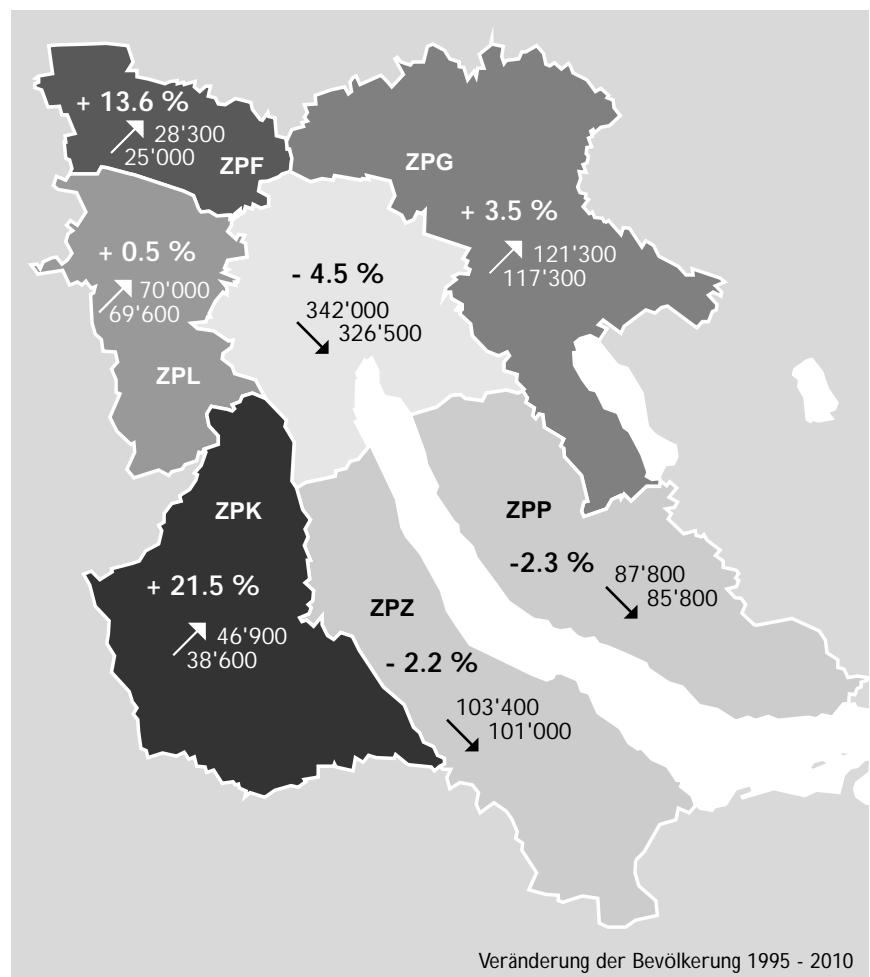 + 13.6 %
28'300
25'000
ZPF
ZPG
+ 3.5 %
121'300
117'300
+ 0.5 %
70'000
69'600
ZPL
- 4.5 %
342'000
326'500
ZPK
+ 21.5 %
46'900
38'600
ZPP
-2.3 %
87'800
85'800
ZPZ
- 2.2 %
103'400
101'000
Veränderung der Bevölkerung 1995 - 2010